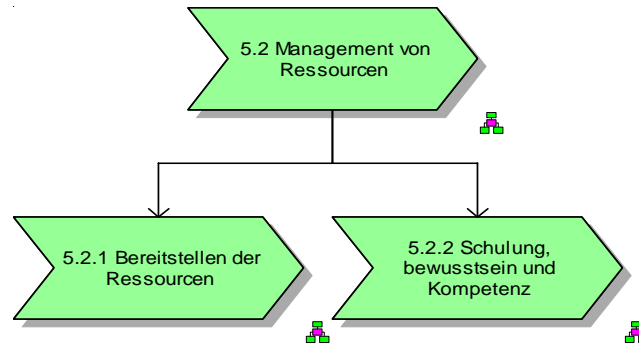 5.2 Management von
Ressourcen
5.2.1 Bereitstellen der
Ressourcen
5.2.2 Schulung,
bewusstsein und
Kompetenz